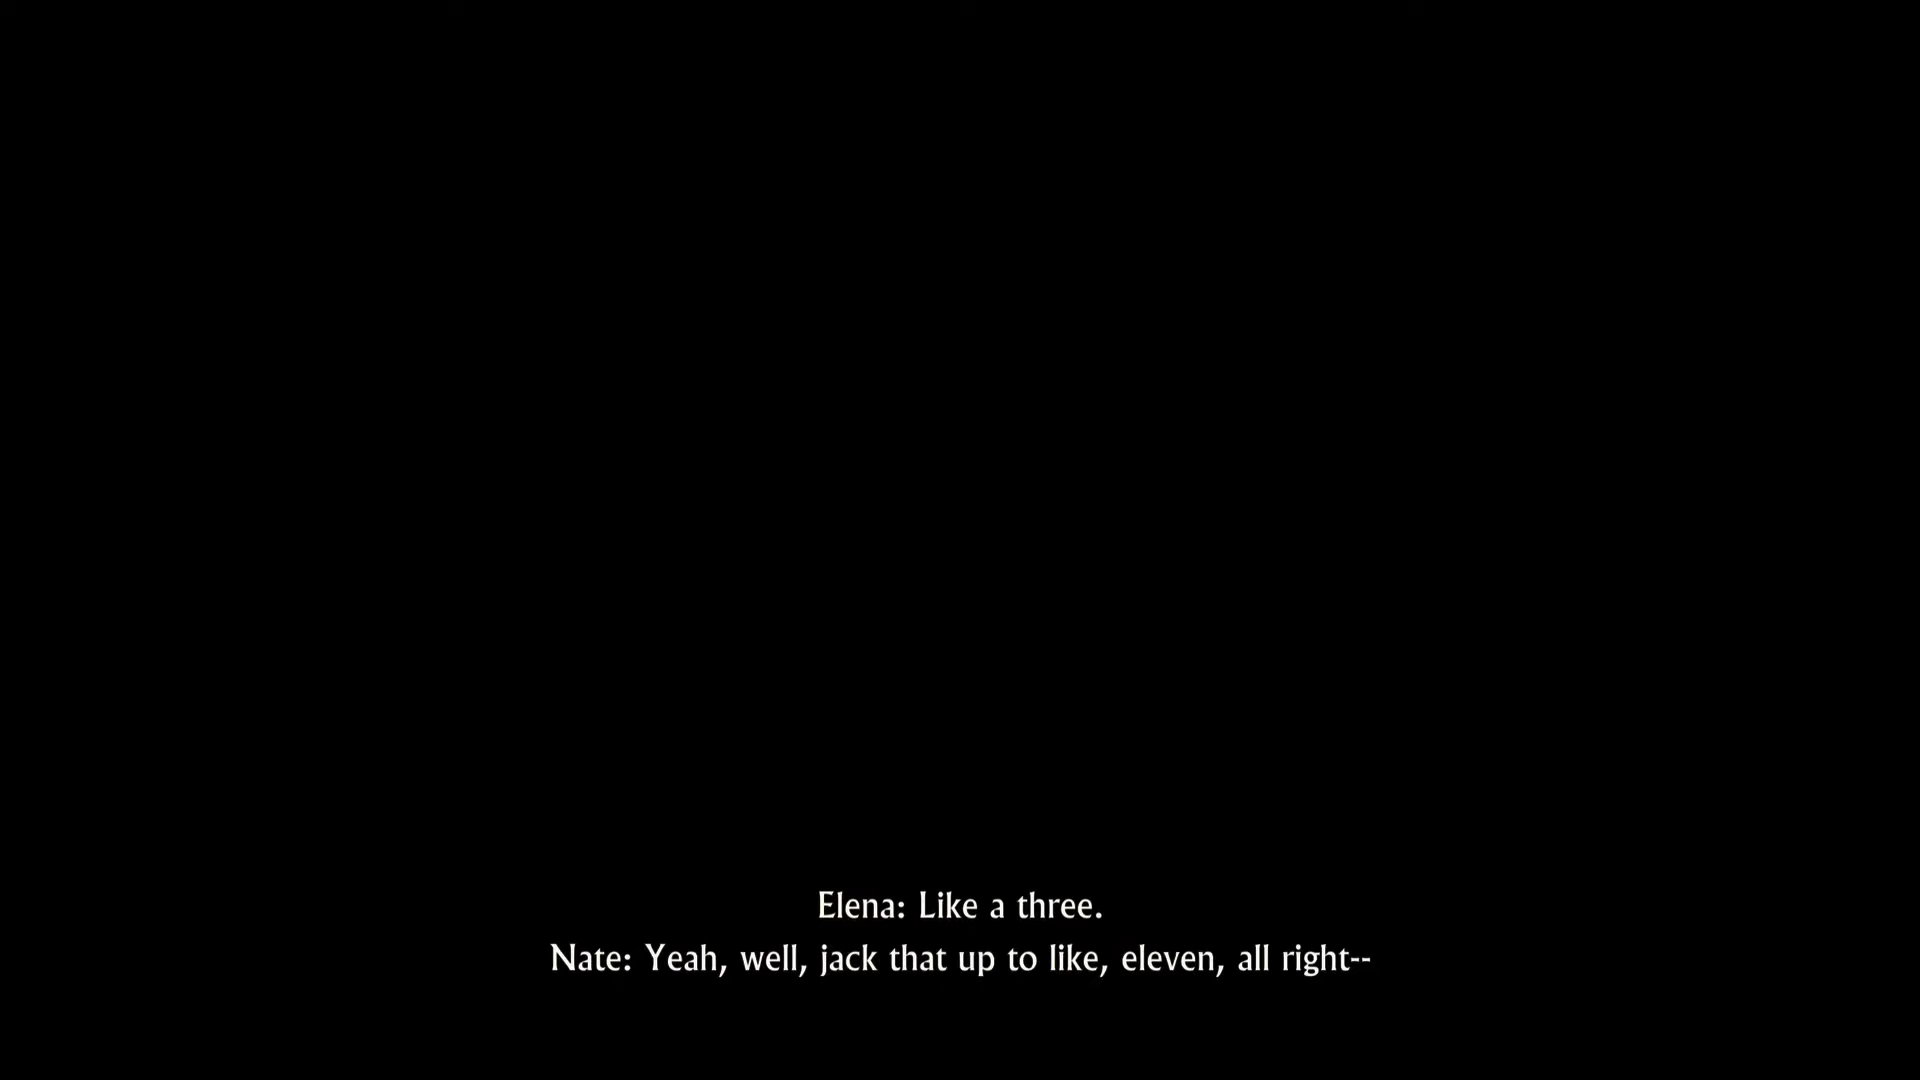 Elena: Like a three.
Nate: Yeah, well, jack that up to like, eleven, all right--